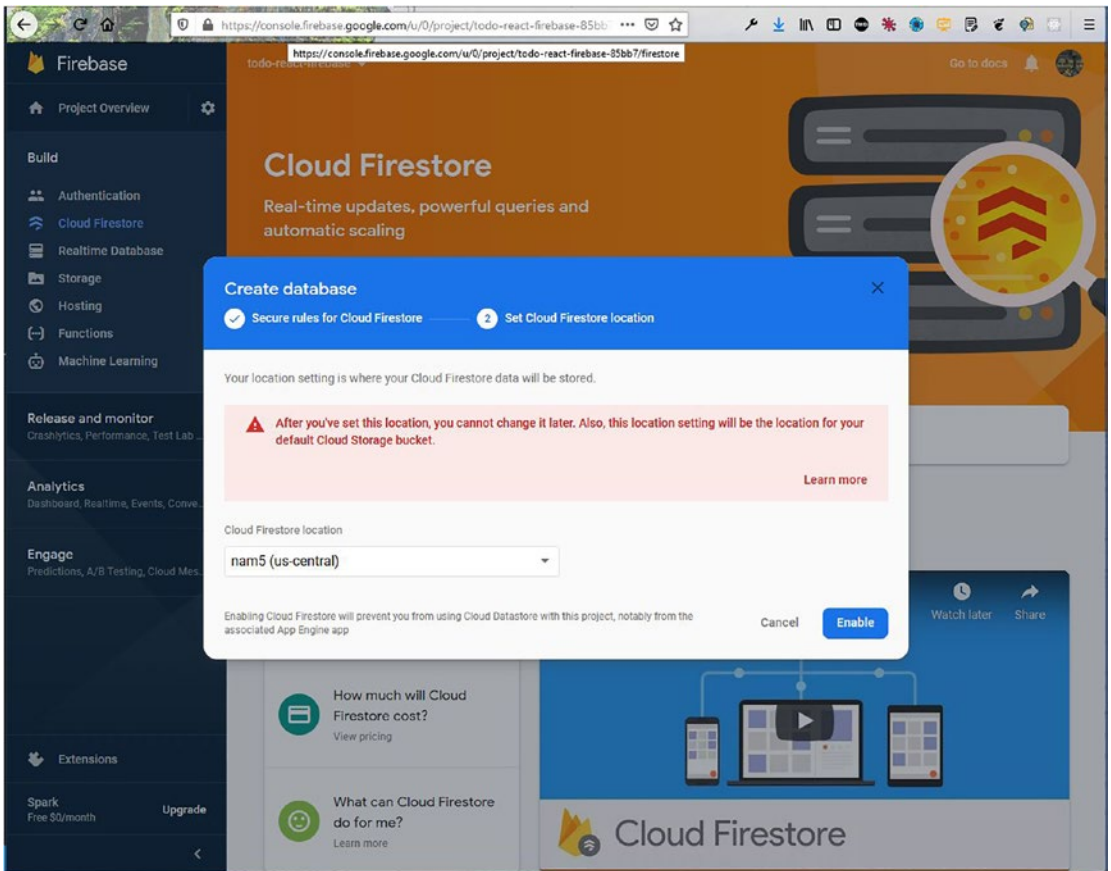 https://console.firebase.google.com/u/0/project/todo-react-firebase-85bb
https://console.firebase.google.com/u/0/project/todo-react-firebase-85bb7/firestore
Firebase
todo-react-firebase
Go to docs
Project Overview
Build
Authentication
Cloud Firestore
Realtime Database
Storage
Hosting
Functions
Machine Learning
Release and monitor
Crashlytics, Performance, Test Lab ...
Analytics
Dashboard, Realtime, Events, Conve...
Engage
Predictions, A/B Testing, Cloud Mes...
Extensions
Spark
Free $0/month
Upgrade
Cloud Firestore
Real-time updates, powerful queries and
automatic scaling
Create database
Secure rules for Cloud Firestore
2 Set Cloud Firestore location
Your location setting is where your Cloud Firestore data will be stored.
After you've set this location, you cannot change it later. Also, this location setting will be the location for your
default Cloud Storage bucket.
Learn more
Cloud Firestore location
nam5 (us-central)
Enabling Cloud Firestore will prevent you from using Cloud Datastore with this project, notably from the
associated App Engine app
Cancel
Enable
Watch later
Share
How much will Cloud
Firestore cost?
View pricing
What can Cloud Firestore
do for me?
Learn more
Cloud Firestore